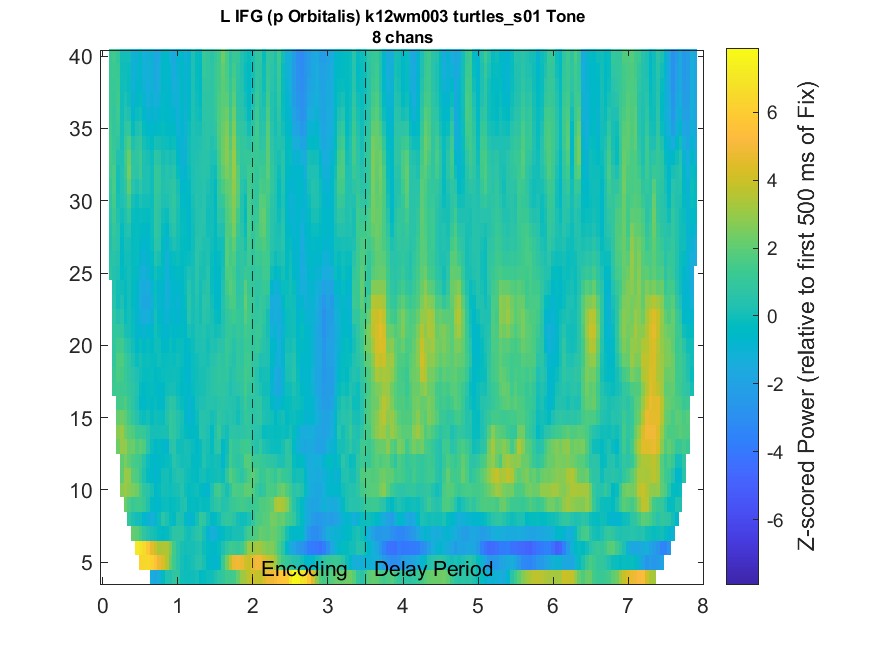 L IFG (p Orbitalis) k12wm003 turtles_s01 Tone
8 chans
40
35
30
25
20
15
10
5
Encoding
Delay Period
0 1 2 3 4 5 6 7 8
6
4
2
0
-2
-4
-6
Z-scored Power (relative to first 500 ms of Fix)